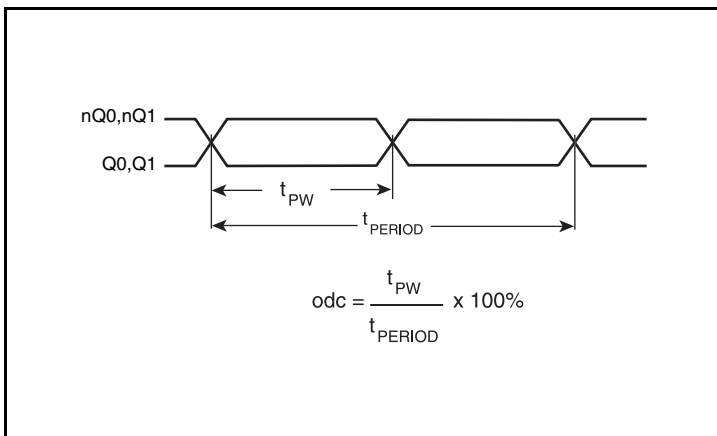 nQ0,nQ1
Q0,Q1
tPW
tPERIOD
odc = tPW / tPERIOD x 100%